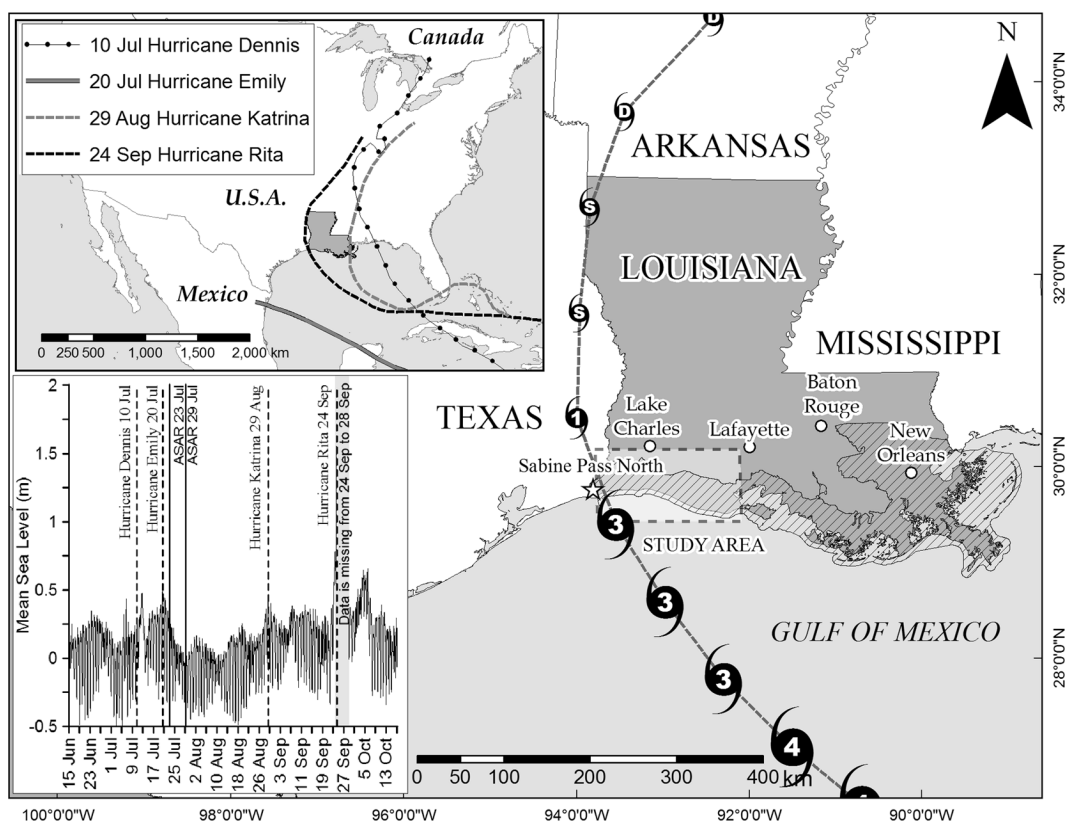 10 Jul Hurricane Dennis
20 Jul Hurricane Emily
29 Aug Hurricane Katrina
24 Sep Hurricane Rita
Canada
U.S.A.
Mexico
0 250 500 1,000 1,500 2,000 km
Mean Sea Level (m)
2
1.5
1
0.5
0
-0.5
Hurricane Dennis 10 Jul
Hurricane Emily 20 Jul
ASAR 23 Jul
ASAR 29 Jul
Hurricane Katrina 29 Aug
Hurricane Rita 24 Sep
Data is missing from 24 Sep to 28 Sep
15 Jun
23 Jun
1 Jul
9 Jul
17 Jul
25 Jul
2 Aug
10 Aug
18 Aug
26 Aug
3 Sep
11 Sep
19 Sep
27 Sep
5 Oct
13 Oct
N
D
D
ARKANSAS
S
LOUISIANA
S
MISSISSIPPI
TEXAS
1
Lake
Charles
Lafayette
Baton
Rouge
New
Orleans
Sabine Pass North
3
STUDY AREA
3
GULF OF MEXICO
3
4
0 50 100 200 300 400 km
34°0'0"N
32°0'0"N
30°0'0"N
28°0'0"N
100°0'0"W
98°0'0"W
96°0'0"W
94°0'0"W
92°0'0"W
90°0'0"W